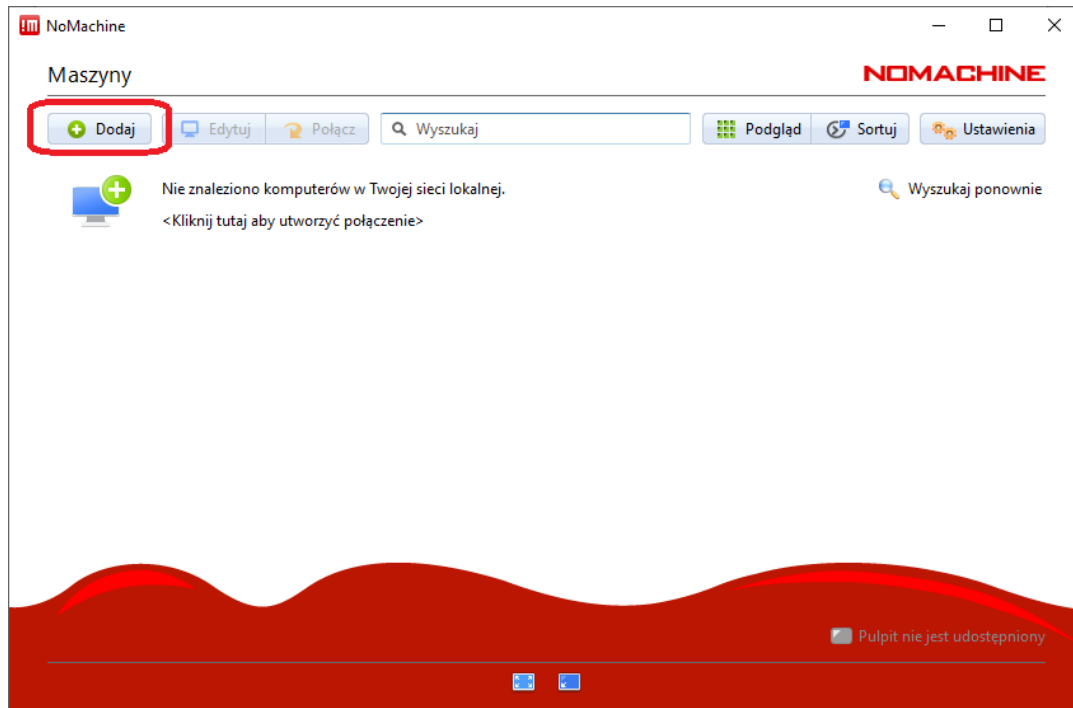 NoMachine
Maszyny
NOMACHINE
Dodaj
Edytuj
Połącz
Wyszukaj
Podgląd
Sortuj
Ustawienia
Nie znaleziono komputerów w Twojej sieci lokalnej.
Wyszukaj ponownie
<Kliknij tutaj aby utworzyć połączenie>
Pulpit nie jest udostępniony